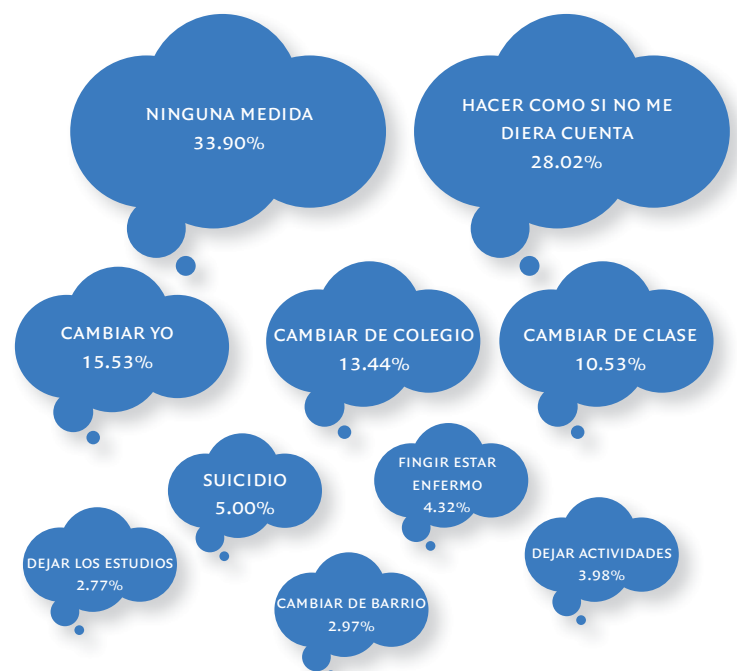 NINGUNA MEDIDA
33.90%
HACER COMO SI NO ME
DIERA CUENTA
28.02%
CAMBIAR YO
15.53%
CAMBIAR DE COLEGIO
13.44%
CAMBIAR DE CLASE
10.53%
SUICIDIO
5.00%
FINGIR ESTAR
ENFERMO
4.32%
DEJAR LOS ESTUDIOS
2.77%
CAMBIAR DE BARRIO
2.97%
DEJAR ACTIVIDADES
3.98%